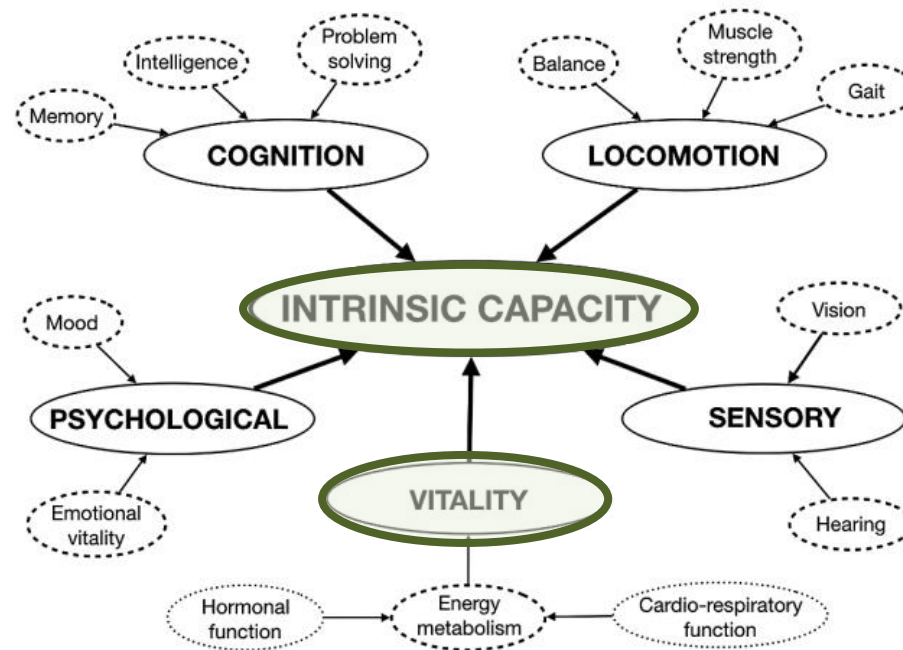 Problem
solving
Intelligence
Memory
COGNITION
Muscle
strength
Balance
Gait
LOCOMOTION
INTRINSIC CAPACITY
Mood
PSYCHOLOGICAL
Emotional
vitality
Vision
SENSORY
Hearing
VITALITY
Hormonal
function
Energy
metabolism
Cardio-respiratory
function